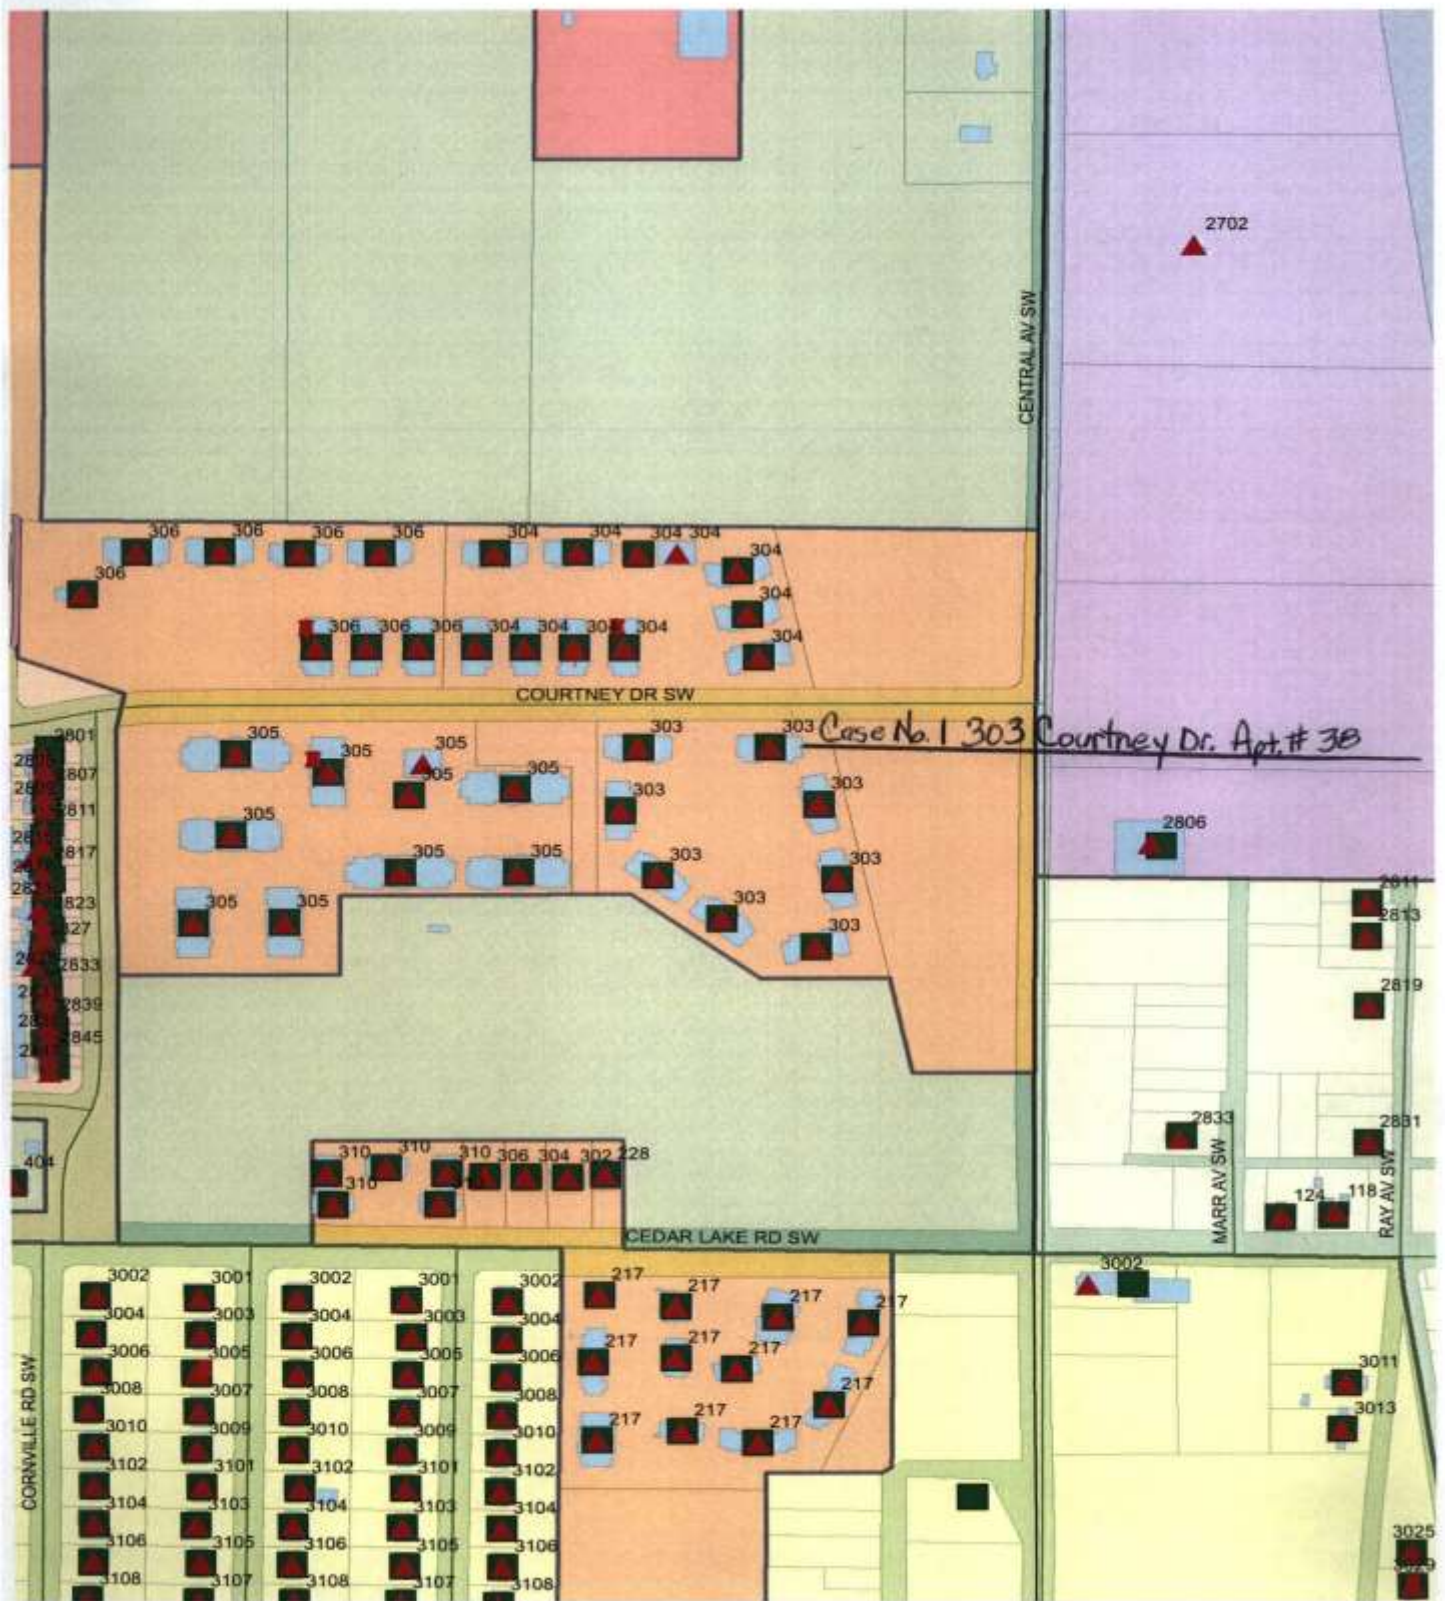 2702
CENTRAL AV SW
306 306 306 306 304 304 304 304
304
306
304
306 306 306 304 304 304 304
304
COURTNEY DR SW
303 303 Case No. 1 303 Courtney Dr. Apt. # 38
2801
305 305 305
2807
305 305
303 303
2811
305
2806
2817
305 305 303 303
2811
2823
305 305 303 303
2813
2827
2833
2839
2819
2845
2833
2831
310 310 310 306 304 302 228
404
310
MARR AV SW
RAY AV SW
124 118
CEDAR LAKE RD SW
3002
3002 3001 3002 3001 3002 217 217 217 217
3004 3003 3004 3003 3004
3006 3005 3006 3005 3006 217 217 217
3011
3008 3007 3008 3007 3008 217
3013
3010 3009 3010 3009 3010 217 217 217
CORNVILLE RD SW
3102 3101 3102 3101 3102
3104 3103 3104 3103 3104
3106 3105 3106 3105 3106
3025
3108 3107 3108 3107 3108